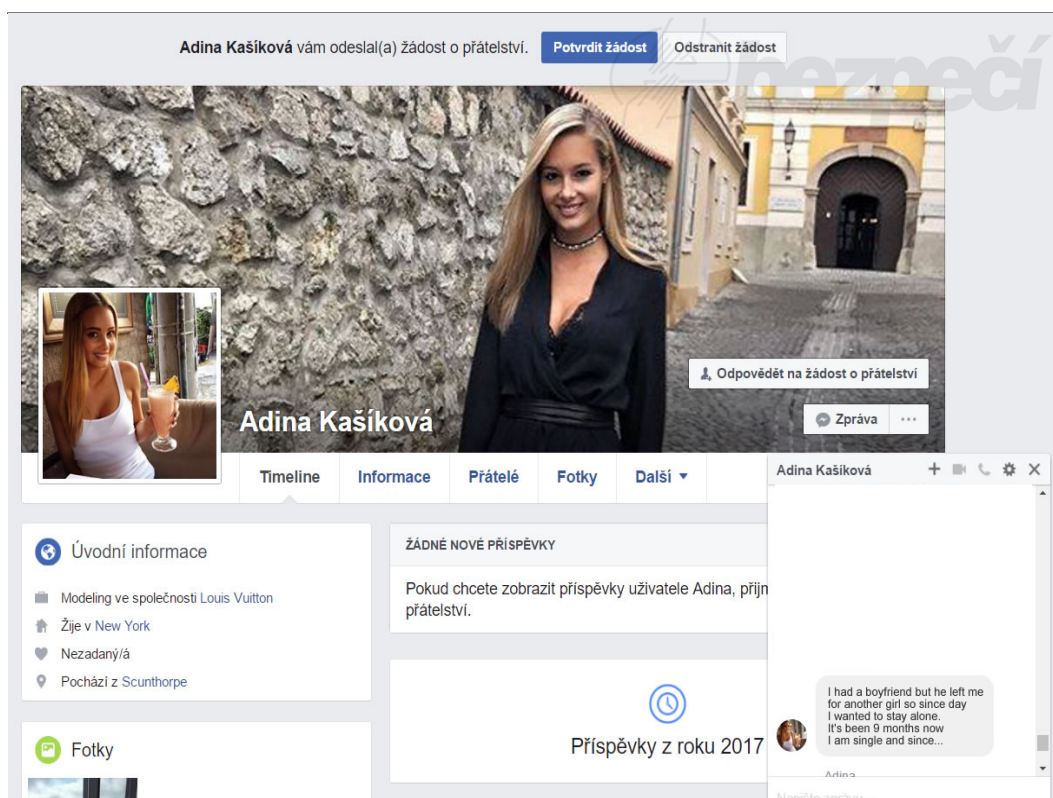 Adina Kašíková vám odeslal(a) žádost o přátelství. Potvrdit žádost Odstranit žádost
bezpečí
Odpovědět na žádost o přátelství
Adina Kašíková
Zpráva
Timeline Informace Přátelé Fotky Další
Adina Kašíková
Úvodní informace
Modeling ve společnosti Louis Vuitton
Žije v New York
Nezadaný/á
Pochází z Scunthorpe
Fotky
ŽÁDNÉ NOVÉ PŘÍSPĚVKY
Pokud chcete zobrazit příspěvky uživatele Adina, přijm
přátelství.
Příspěvky z roku 2017
I had a boyfriend but he left me
for another girl so since day
I wanted to stay alone.
It's been 9 months now
I am single and since...
Adina
Napište zprávu